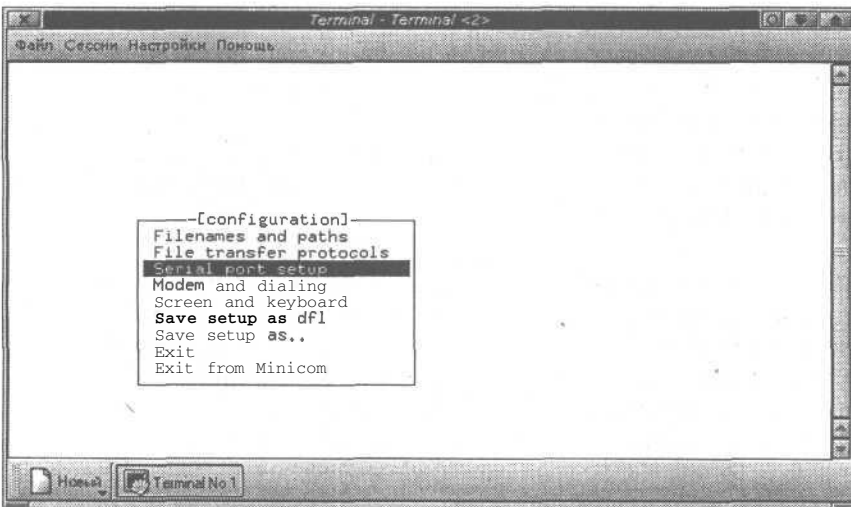 Terminal - Terminal <2>
Файл Сессии Настройки Помощь
[configuration]
Filenames and paths
File transfer protocols
Serial port setup
Modem and dialing
Screen and keyboard
Save setup as dfl
Save setup as..
Exit
Exit from Minicom
Новый
Terminal No 1